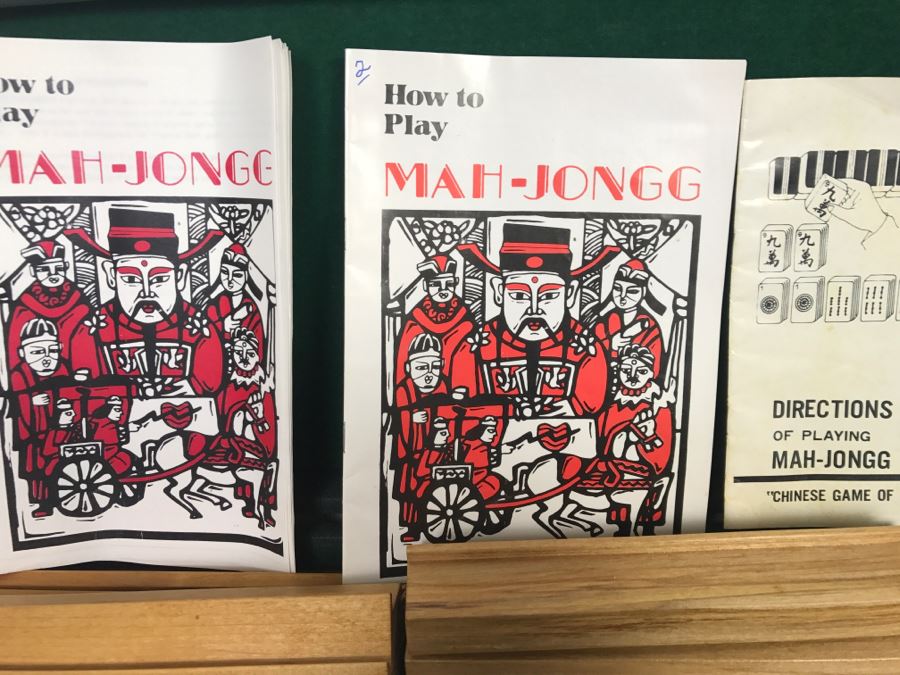 ow to
ay
MAH-JONGG
2
How to
Play
MAH-JONGG
九
萬
九
萬
九
萬
DIRECTIONS
OF PLAYING
MAH-JONGG
"CHINESE GAME OF